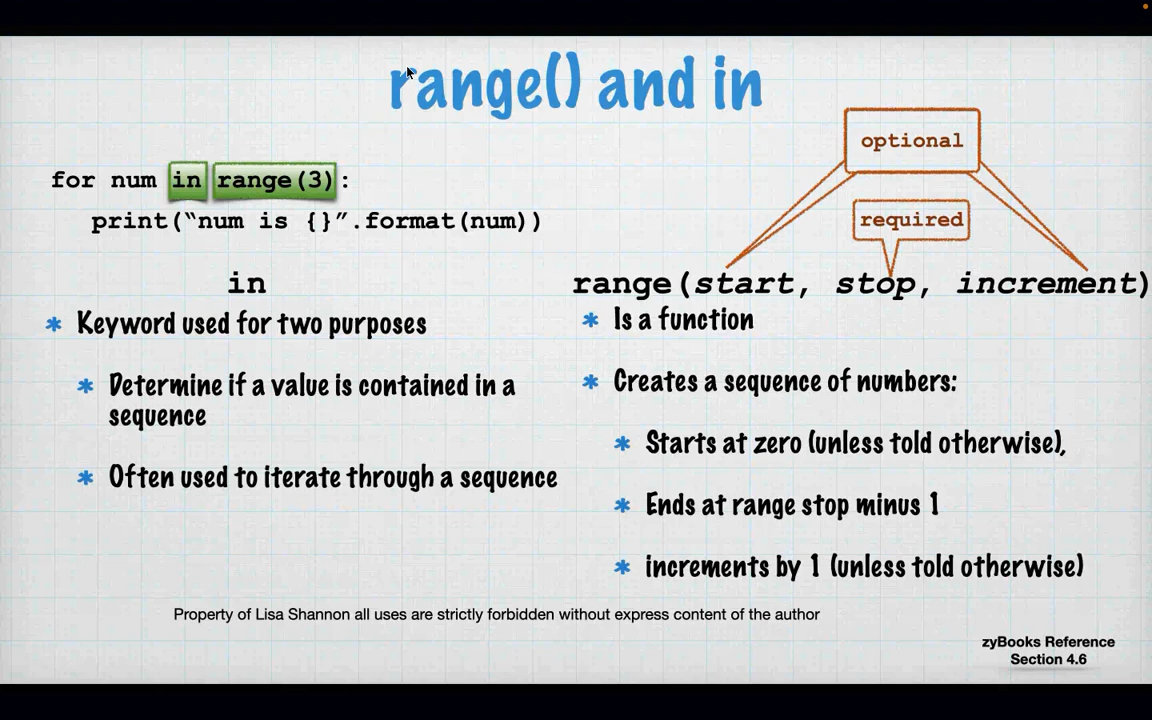 range() and in
for num in range(3):
print(“num is {}”.format(num))
in
✱ Keyword used for two purposes
✱ Determine if a value is contained in a
sequence
✱ Often used to iterate through a sequence
optional
required
range(start, stop, increment)
✱ Is a function
✱ Creates a sequence of numbers:
✱ Starts at zero (unless told otherwise),
✱ Ends at range stop minus 1
✱ increments by 1 (unless told otherwise)
Property of Lisa Shannon all uses are strictly forbidden without express content of the author
zyBooks Reference
Section 4.6